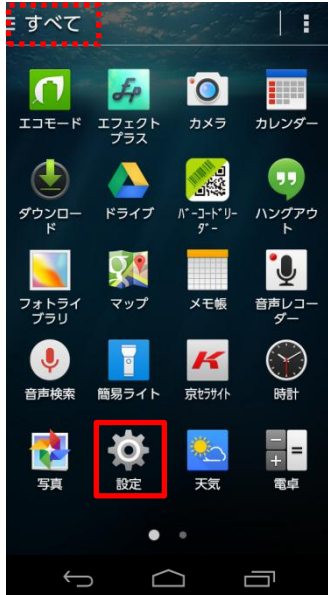 すべて
エコモード
エフェクト
プラス
カメラ
カレンダー
ダウンロー
ド
ドライブ
バーコードリー
ダー
ハングアウ
ト
フォトライ
ブラリ
マップ
メモ帳
音声レコー
ダー
音声検索
簡易ライト
京セラサイト
時計
写真
設定
天気
電卓